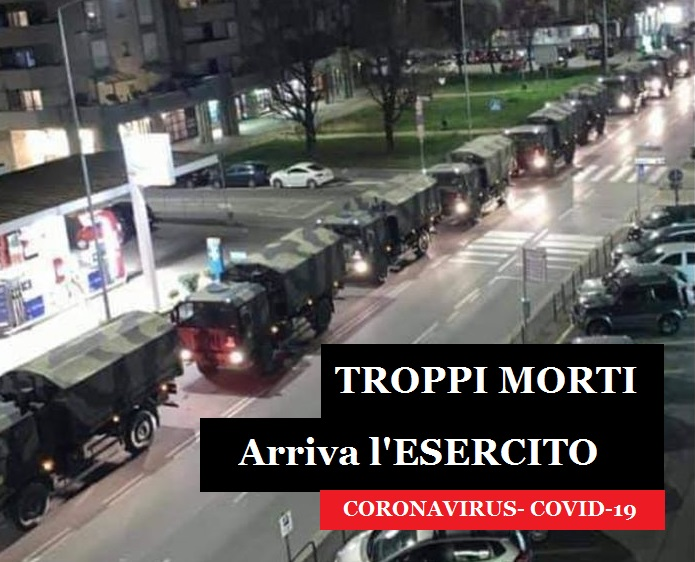 TROPPI MORTI
Arriva l'ESERCITO
CORONAVIRUS- COVID-19